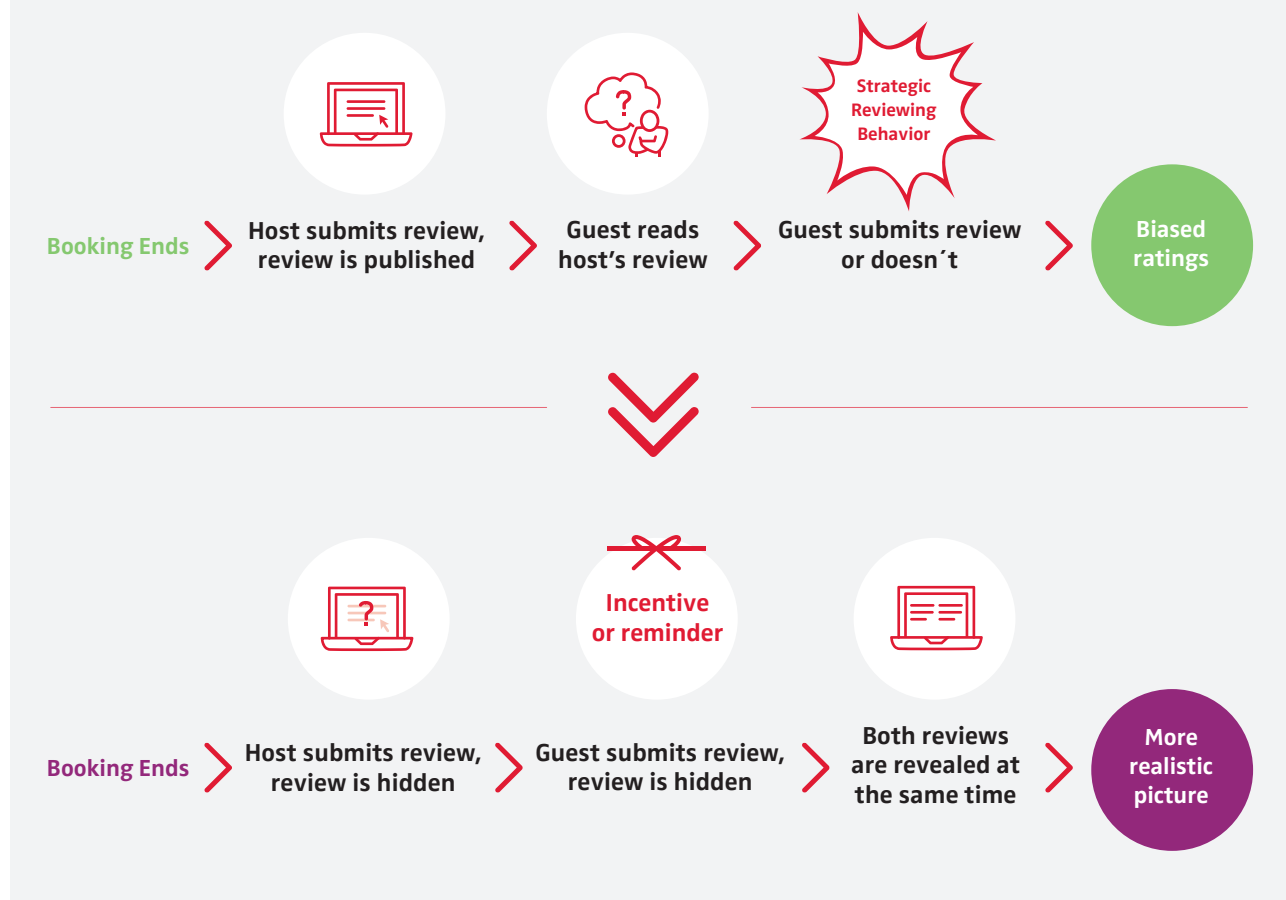 Strategic
Reviewing
Behavior
Booking Ends
Host submits review,
review is published
Guest reads
host's review
Guest submits review
or doesn´t
Biased
ratings
?
?
Incentive
or reminder
Booking Ends
Host submits review,
review is hidden
Guest submits review,
review is hidden
Both reviews
are revealed at
the same time
More
realistic
picture